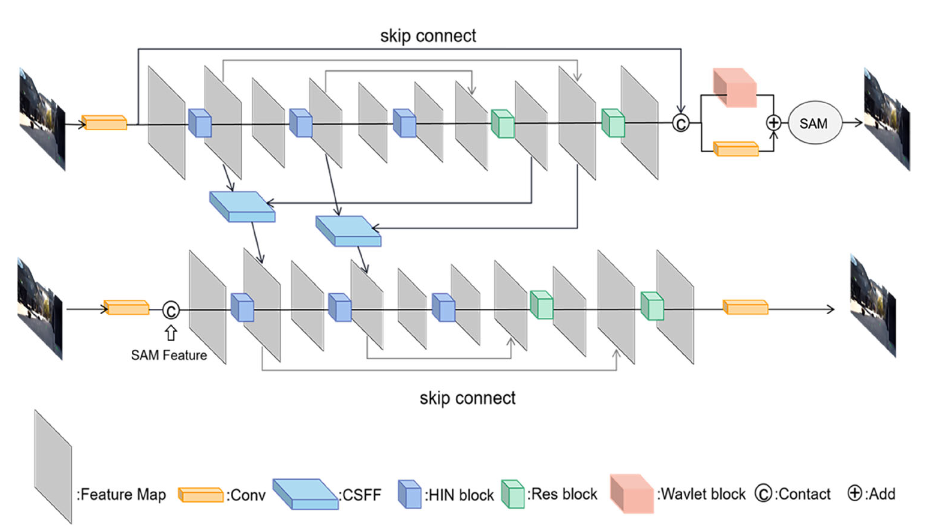 skip connect
C
SAM
C
SAM Feature
skip connect
:Feature Map
:Conv
:CSFF
:HIN block
:Res block
:Wavlet block
C
:Contact
:Add